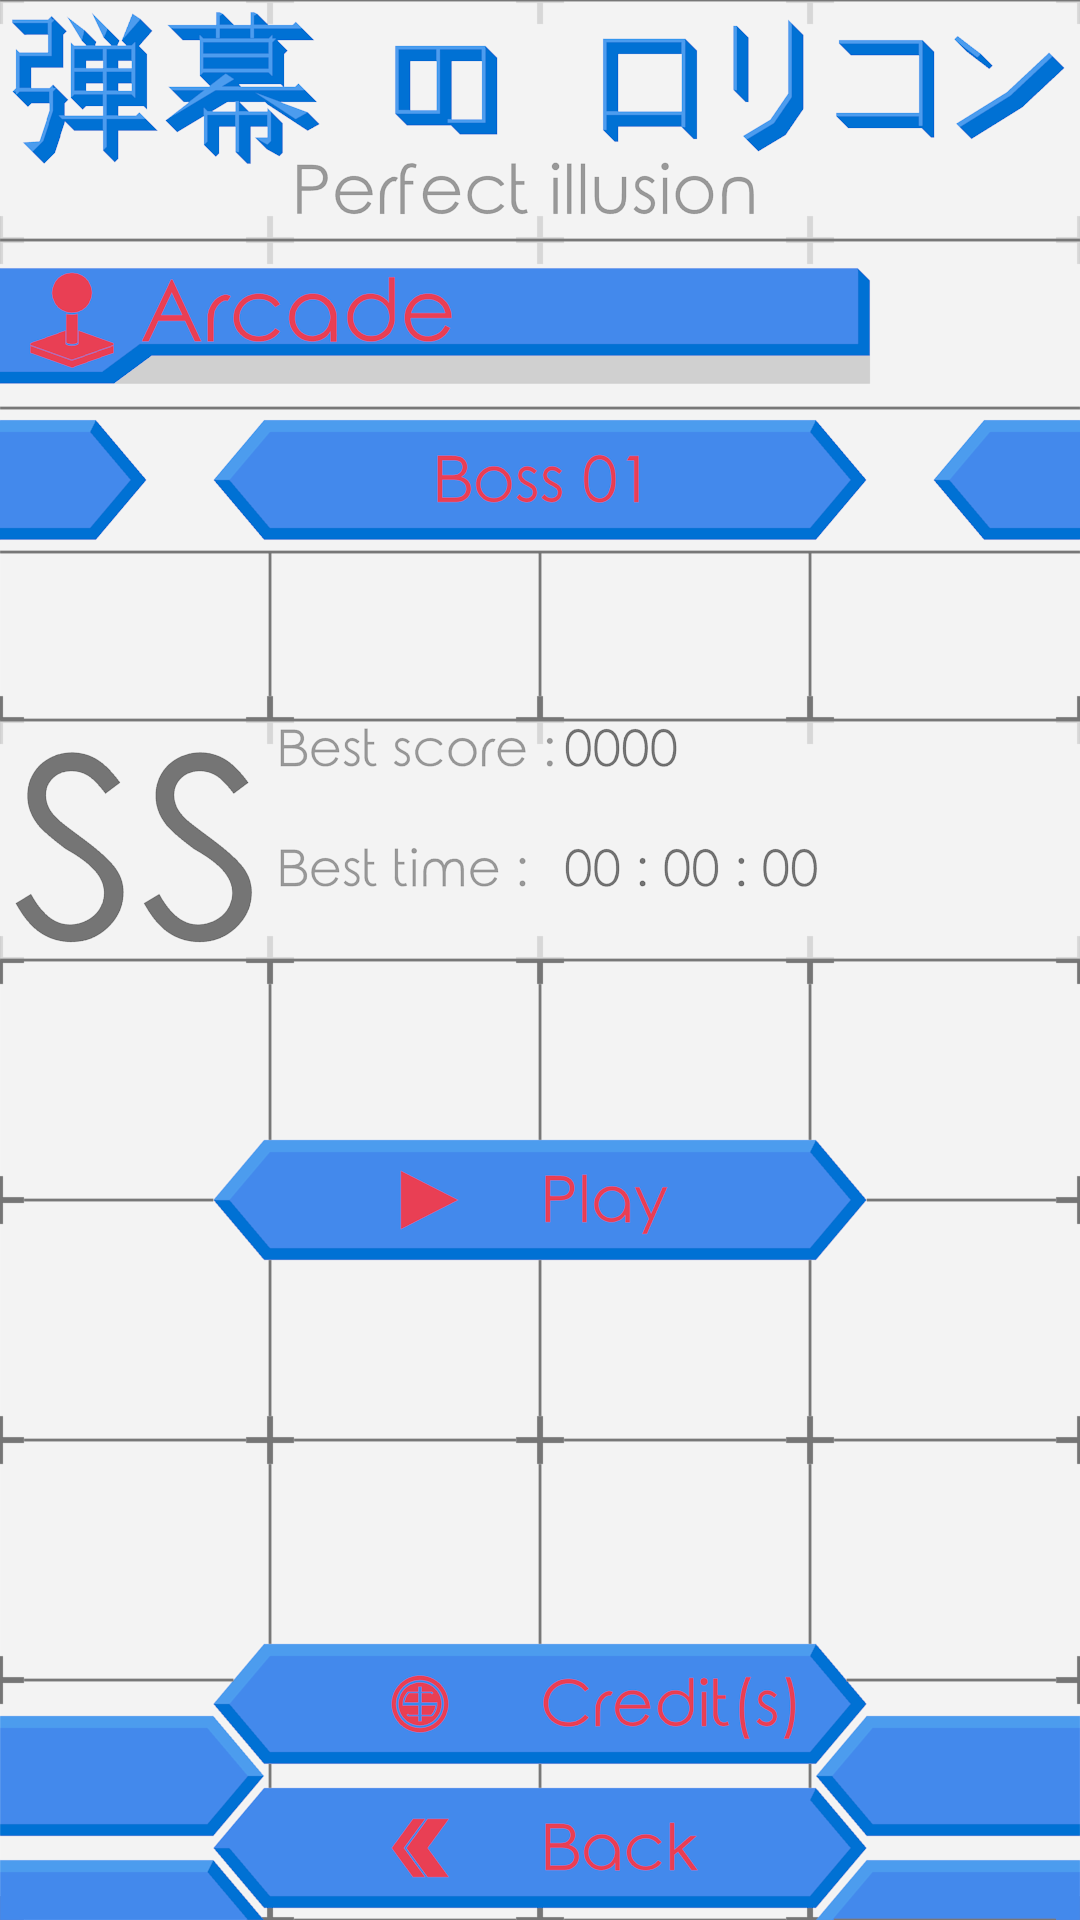 弾幕 の ロリコン
Perfect illusion
Arcade
Boss 01
Best score : 0000
SS
Best time : 00 : 00 : 00
Play
Credit(s)
Back